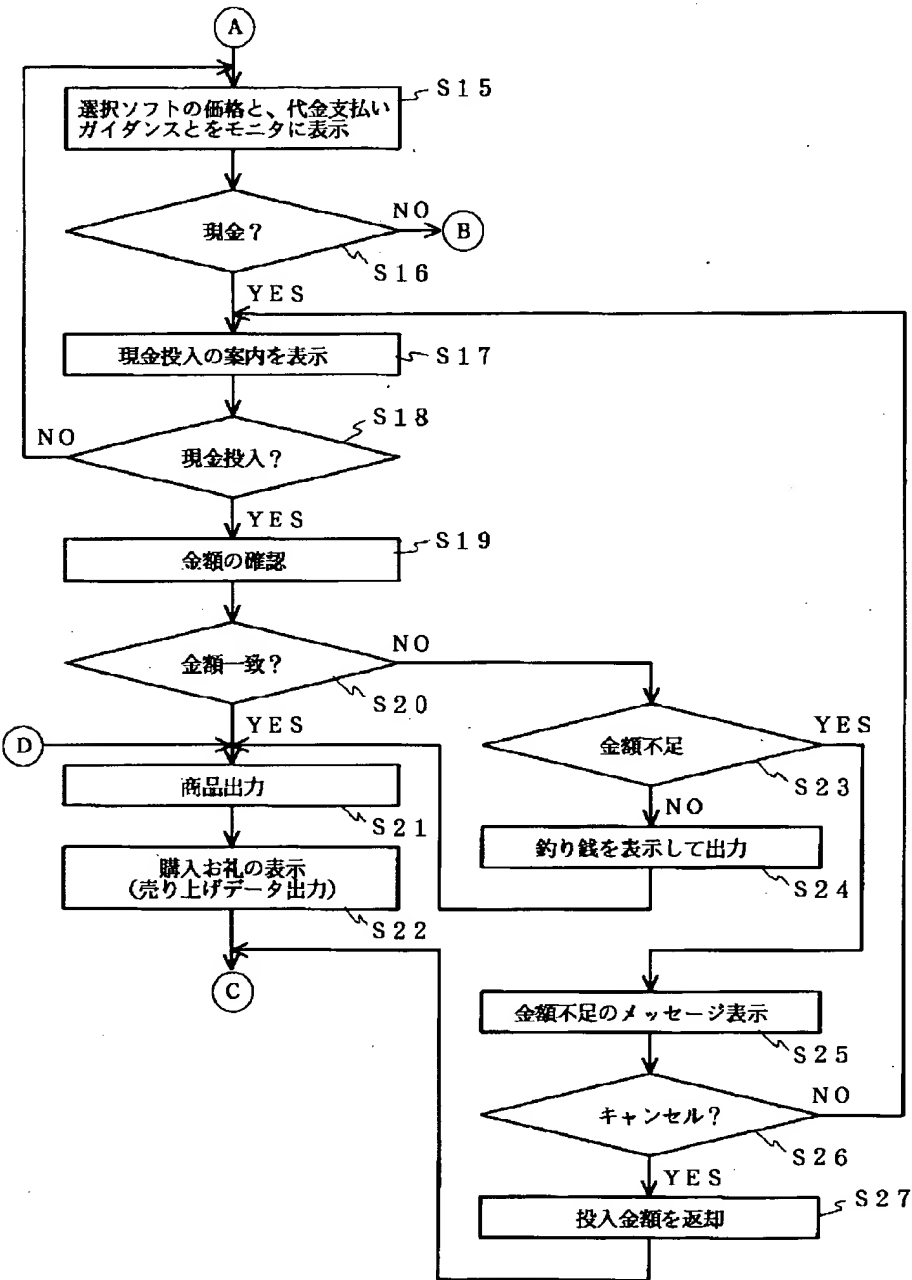 A
選択ソフトの価格と、代金支払い
ガイダンスとをモニタに表示
S15
現金？
NO
B
S16
YES
現金投入の案内を表示
S17
S18
NO
現金投入？
YES
金額の確認
S19
金額一致？
NO
S20
YES
D
金額不足
YES
S23
商品出力
S21
NO
釣り銭を表示して出力
S24
購入お礼の表示
（売り上げデータ出力）
S22
C
金額不足のメッセージ表示
S25
キャンセル？
NO
S26
YES
投入金額を返却
S27